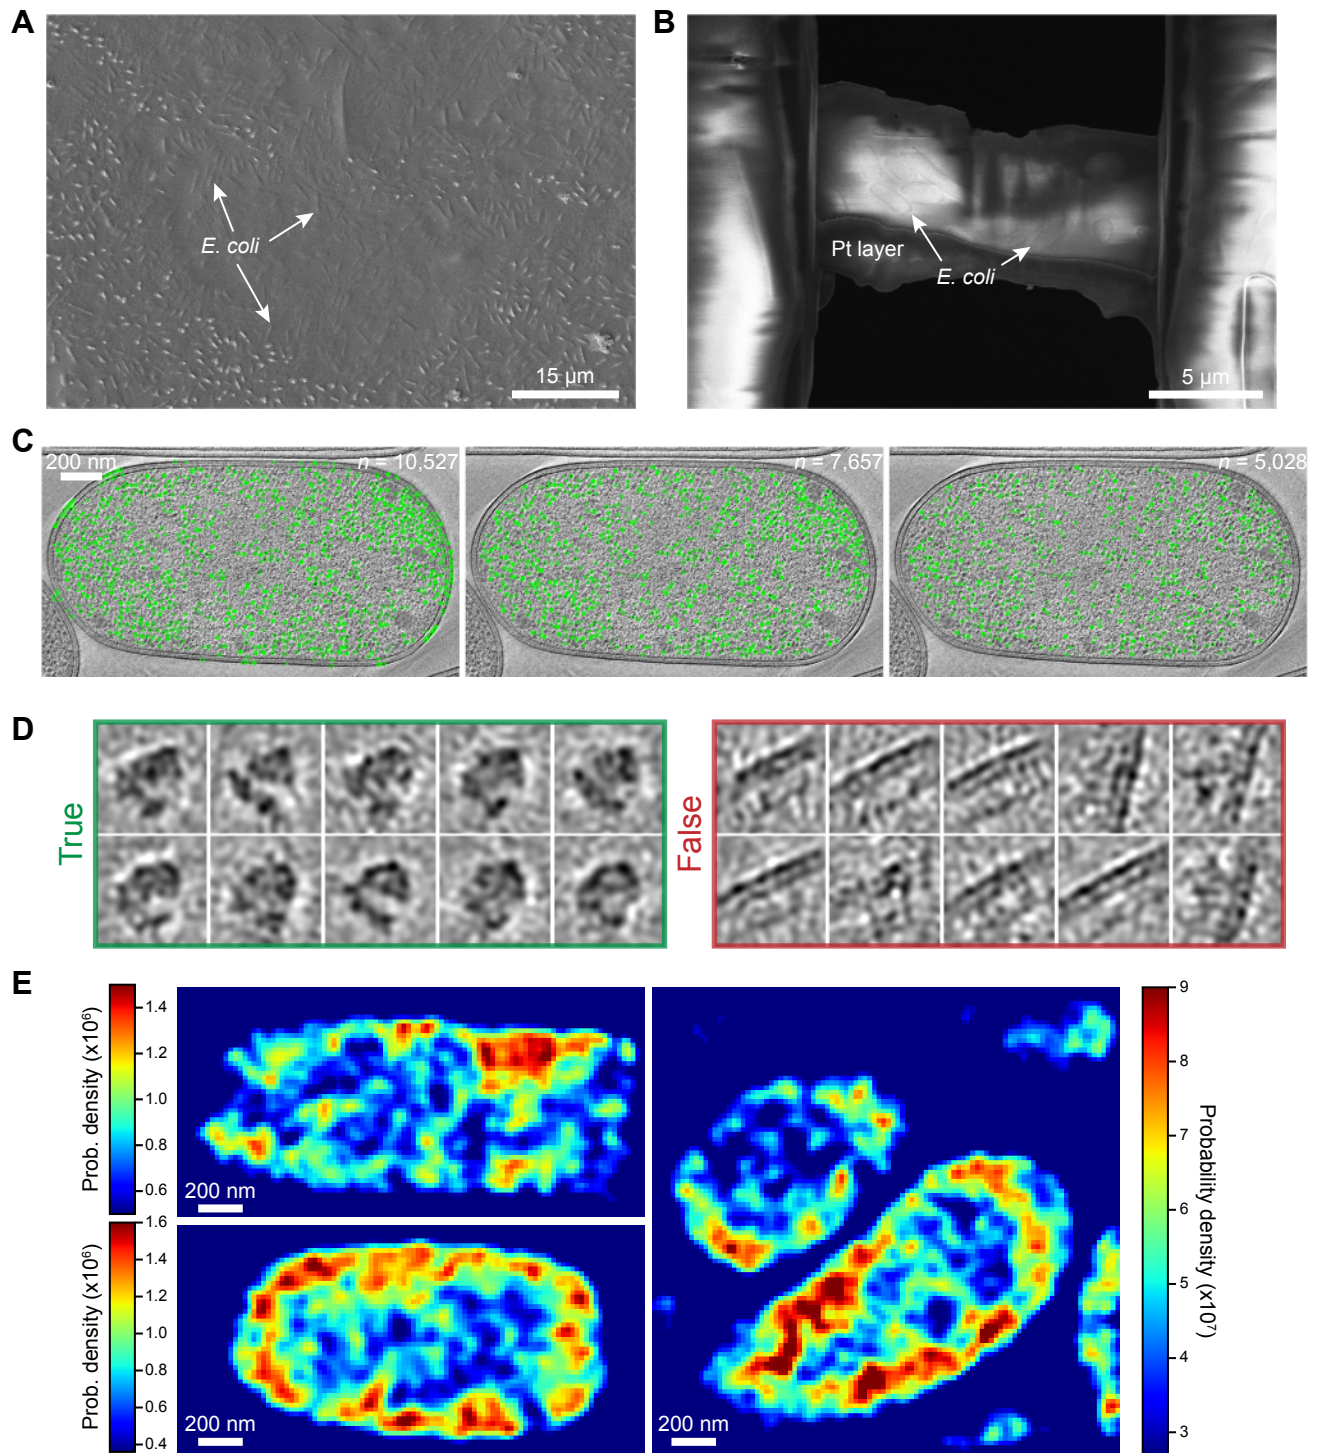 A
B
E. coli
15 µm
Pt layer
E. coli
5 µm
C
200 nm
n = 10,527
n = 7,657
n = 5,028
D
True
False
E
Prob. density (x10⁶)
1.4
1.2
1.0
0.8
0.6
200 nm
Prob. density (x10⁶)
1.6
1.4
1.2
1.0
0.8
0.6
0.4
200 nm
200 nm
9
8
7
6
5
4
3
Probability density (x10⁷)